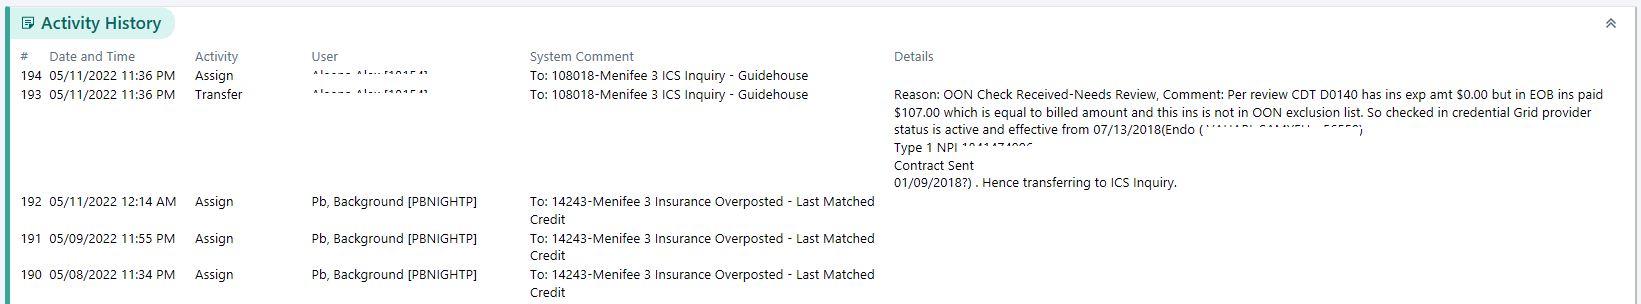 Activity History
# Date and Time Activity User System Comment Details
194 05/11/2022 11:36 PM Assign To: 108018-Menifee 3 ICS Inquiry - Guidehouse
193 05/11/2022 11:36 PM Transfer To: 108018-Menifee 3 ICS Inquiry - Guidehouse Reason: OON Check Received-Needs Review, Comment: Per review CDT D0140 has ins exp amt $0.00 but in EOB ins paid
$107.00 which is equal to billed amount and this ins is not in OON exclusion list. So checked in credential Grid provider
status is active and effective from 07/13/2018(Endo (
Type 1 NPI
Contract Sent
01/09/2018?) . Hence transferring to ICS Inquiry.
192 05/11/2022 12:14 AM Assign Pb, Background [PBNIGHTP] To: 14243-Menifee 3 Insurance Overposted - Last Matched
Credit
191 05/09/2022 11:55 PM Assign Pb, Background [PBNIGHTP] To: 14243-Menifee 3 Insurance Overposted - Last Matched
Credit
190 05/08/2022 11:34 PM Assign Pb, Background [PBNIGHTP] To: 14243-Menifee 3 Insurance Overposted - Last Matched
Credit